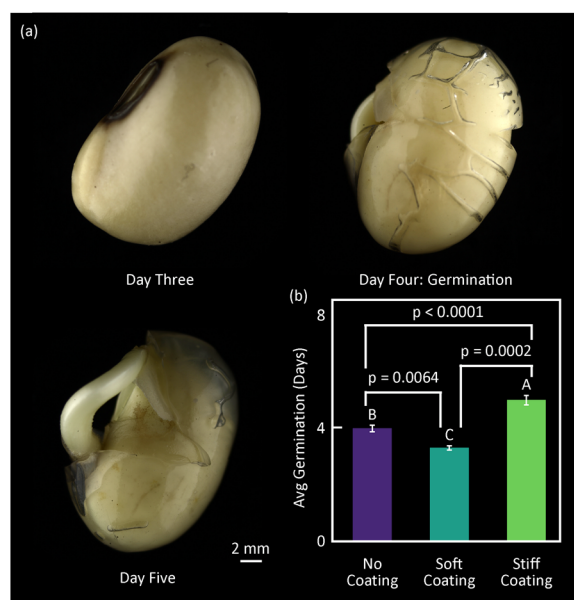 (a)
Day Three
Day Four: Germination
Day Five
2 mm
(b)
Avg Germination (Days)
8
4
0
p < 0.0001
p = 0.0002
p = 0.0064
B
C
A
No
Coating
Soft
Coating
Stiff
Coating